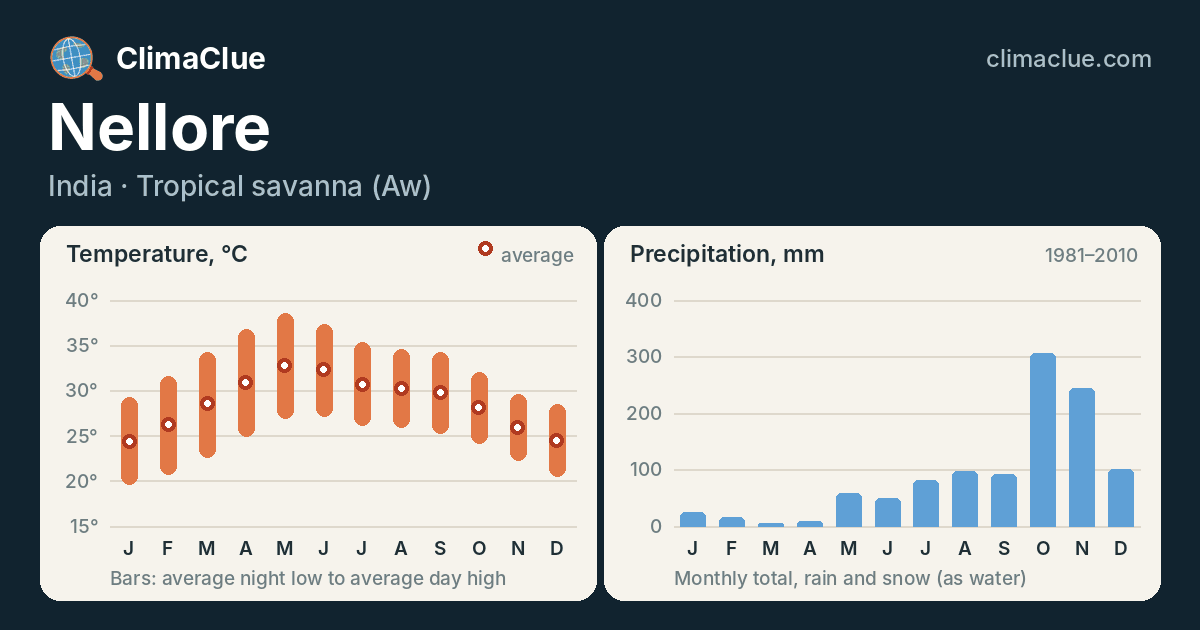 ClimaClue
climaclue.com
Nellore
India · Tropical savanna (Aw)
Temperature, °C
average
40°
35°
30°
25°
20°
15°
J F M A M J J A S O N D
Bars: average night low to average day high
Precipitation, mm
1981–2010
400
300
200
100
0
J F M A M J J A S O N D
Monthly total, rain and snow (as water)